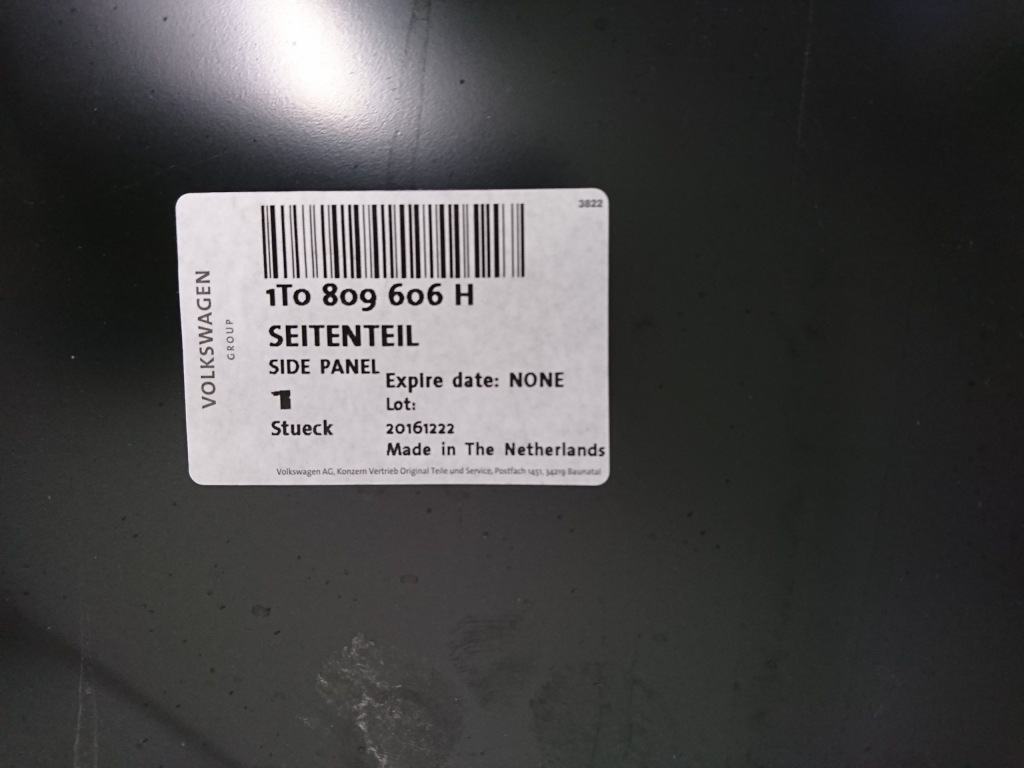 3822
VOLKSWAGEN
GROUP
1T0 809 606 H
SEITENTEIL
SIDE PANEL
Expire date: NONE
1
Lot:
Stueck
20161222
Made in The Netherlands
Volkswagen AG, Konzern Vertrieb Original Teile und Service, Postfach 1451, 34219 Baunatal